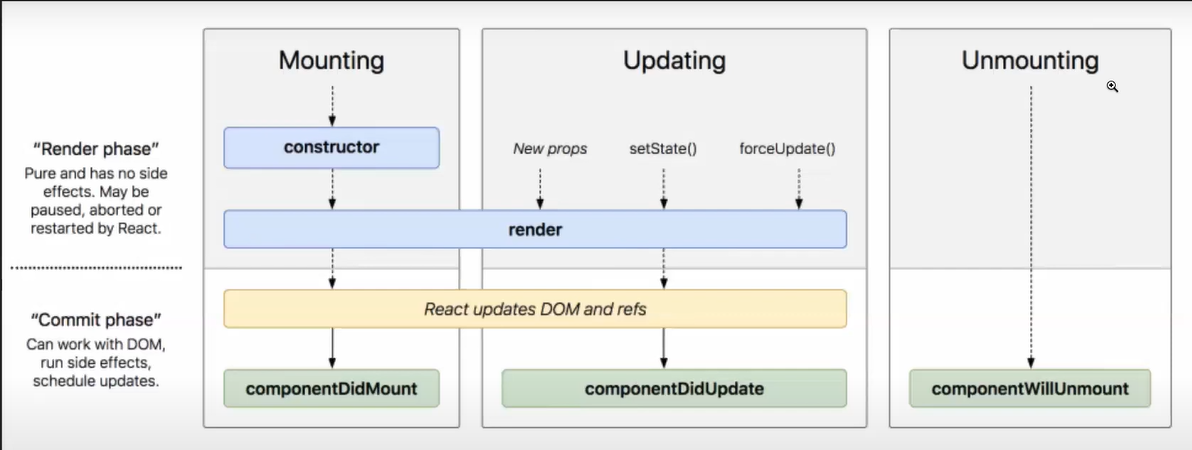 Mounting
Updating
Unmounting
“Render phase”
Pure and has no side
effects. May be
paused, aborted or
restarted by React.
constructor
New props
setState()
forceUpdate()
render
“Commit phase”
Can work with DOM,
run side effects,
schedule updates.
React updates DOM and refs
componentDidMount
componentDidUpdate
componentWillUnmount